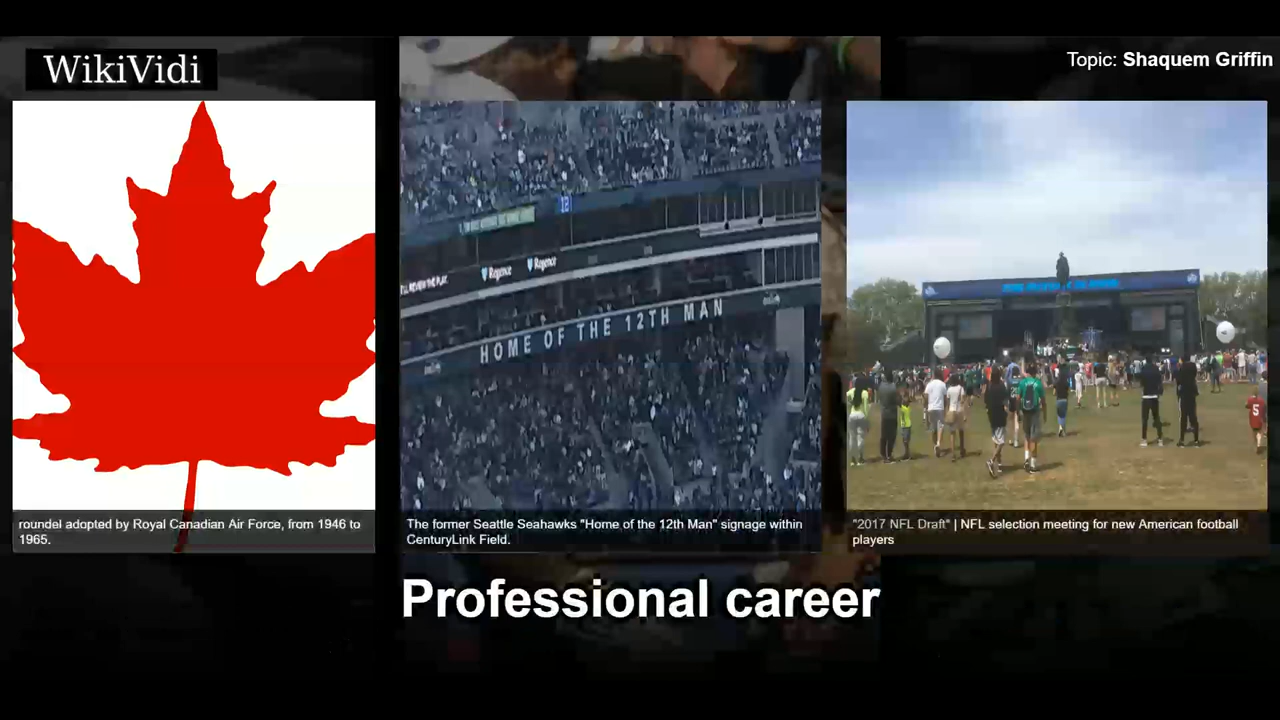 WikiVidi
Topic: Shaquem Griffin
12
Regence
Regence
HOME OF THE 12TH MAN
5
roundel adopted by Royal Canadian Air Force, from 1946 to
1965.
The former Seattle Seahawks "Home of the 12th Man" signage within
CenturyLink Field.
"2017 NFL Draft" | NFL selection meeting for new American football
players
Professional career